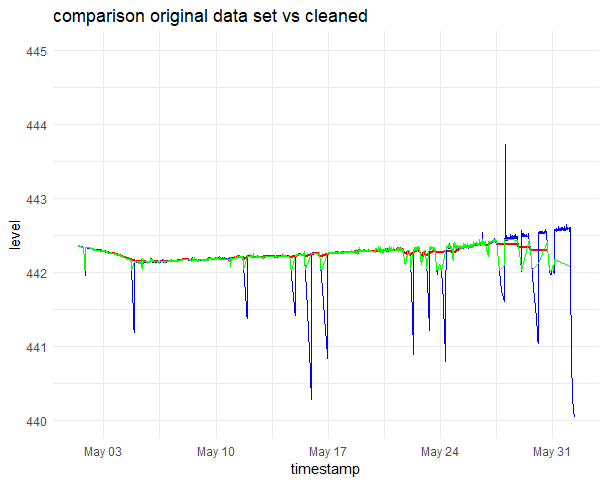 comparison original data set vs cleaned
445
444
443
442
441
440
level
May 03
May 10
May 17
May 24
May 31
timestamp